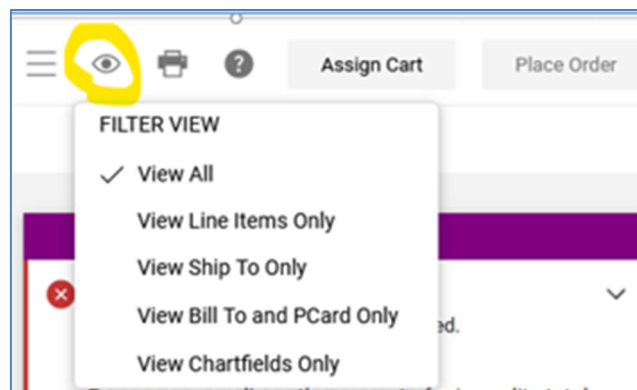 ? Assign Cart Place Order
FILTER VIEW
View All
View Line Items Only
View Ship To Only
View Bill To and PCard Only
ed.
View Chartfields Only